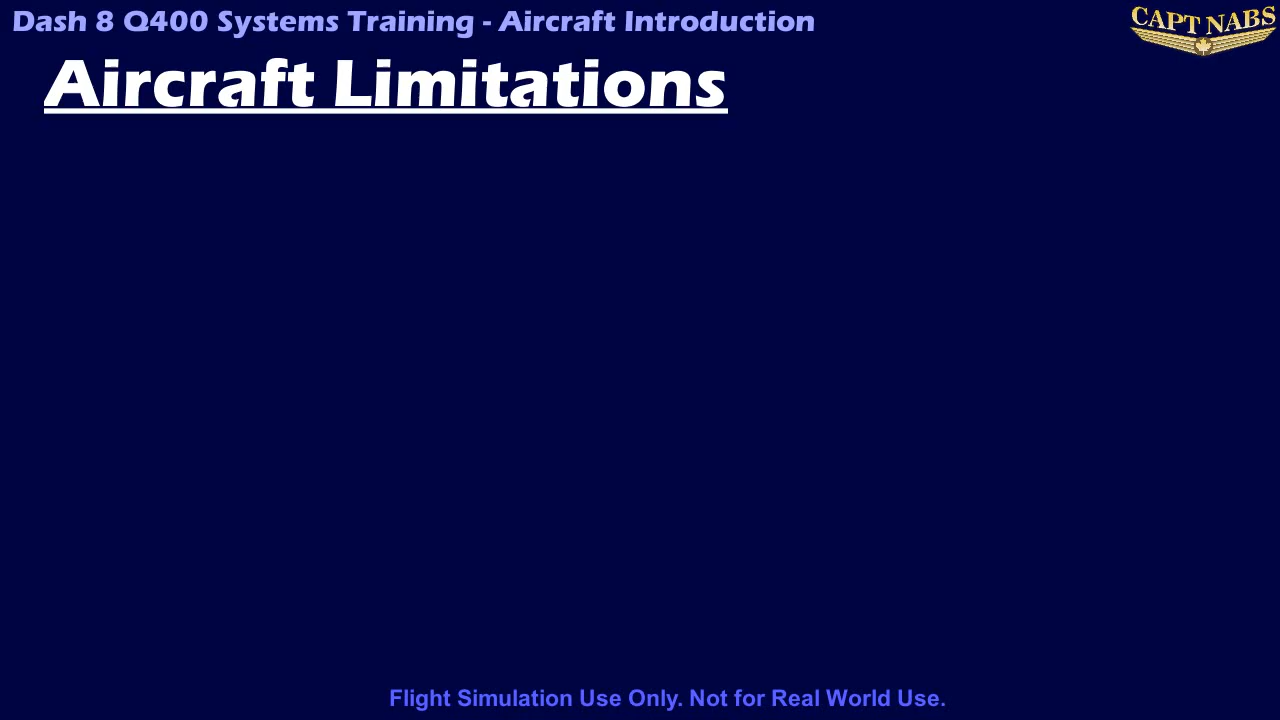 Dash 8 Q400 Systems Training - Aircraft Introduction
CAPT NABS
Aircraft Limitations
Flight Simulation Use Only. Not for Real World Use.